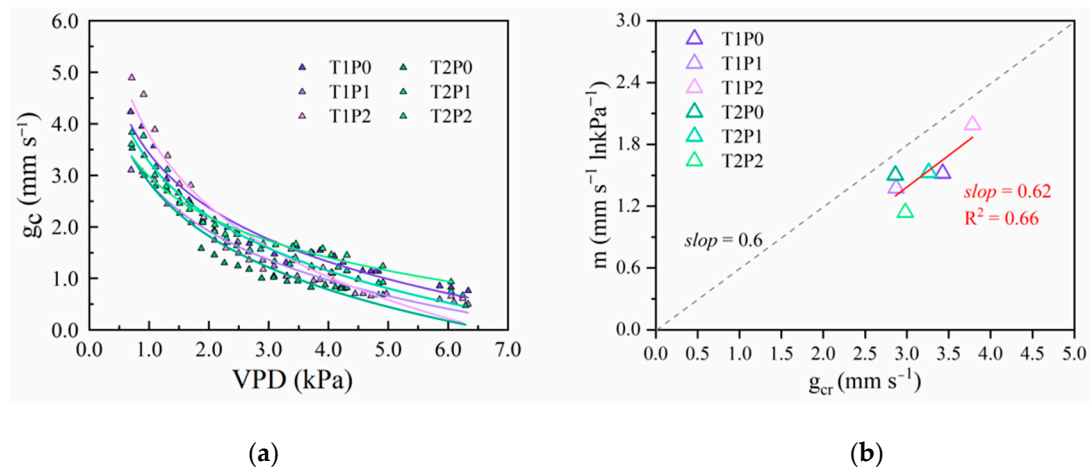 6.0
5.0
4.0
3.0
2.0
1.0
0.0
g_C (mm s⁻¹)
T1P0 T2P0
T1P1 T2P1
T1P2 T2P2
0.0 1.0 2.0 3.0 4.0 5.0 6.0 7.0
VPD (kPa)
(a)
3.0
2.4
1.8
1.2
0.6
0.0
m (mm s⁻¹ lnkPa⁻¹)
T1P0
T1P1
T1P2
T2P0
T2P1
T2P2
slop = 0.62
R² = 0.66
slop = 0.6
0.0 0.5 1.0 1.5 2.0 2.5 3.0 3.5 4.0 4.5 5.0
g_cr (mm s⁻¹)
(b)